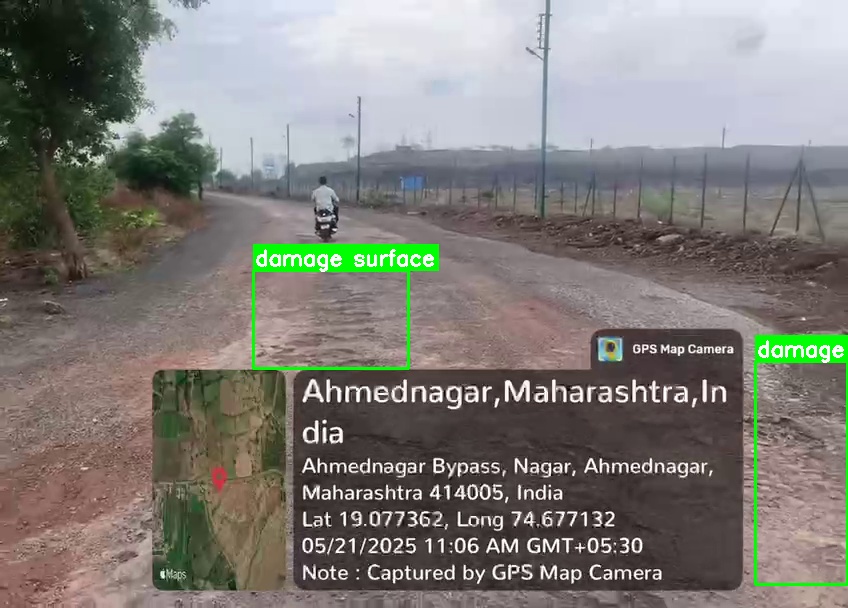 damage surface
GPS Map Camera
damage
Ahmednagar,Maharashtra,In
dia
Ahmednagar Bypass, Nagar, Ahmednagar,
Maharashtra 414005, India
Lat 19.077362, Long 74.677132
05/21/2025 11:06 AM GMT+05:30
Note : Captured by GPS Map Camera
Maps